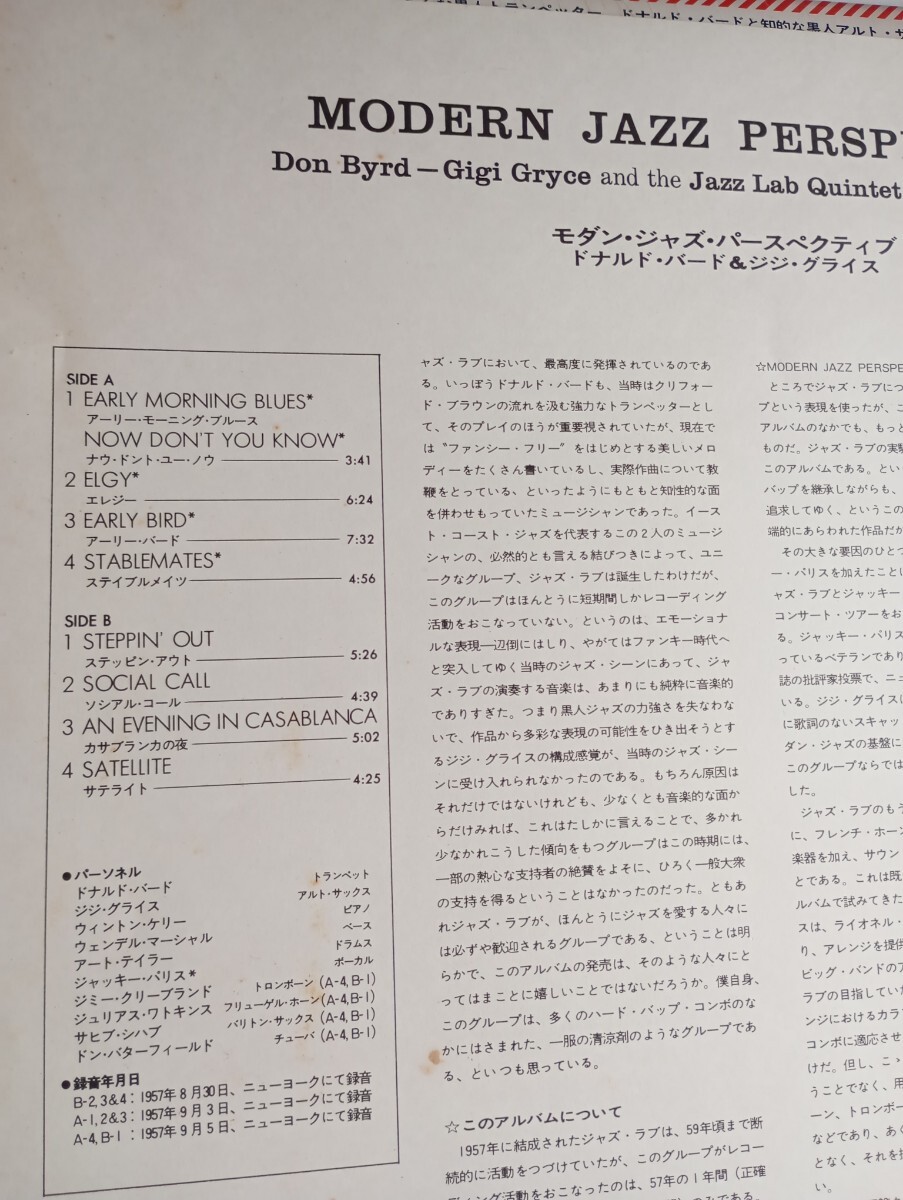 ドナルド・バードと知的な黒人アルト・サ
MODERN JAZZ PERSP
Don Byrd－Gigi Gryce and the Jazz Lab Quintet
モダン・ジャズ・パースペクティブ
ドナルド・バード＆ジジ・グライス
SIDE A
1 EARLY MORNING BLUES*
アーリー・モーニング・ブルース
NOW DON'T YOU KNOW*
ナウ・ドント・ユー・ノウ 3:41
2 ELGY*
エレジー 6:24
3 EARLY BIRD*
アーリー・バード 7:32
4 STABLEMATES*
ステイブルメイツ 4:56
SIDE B
1 STEPPIN' OUT
ステッピン・アウト 5:26
2 SOCIAL CALL
ソシアル・コール 4:39
3 AN EVENING IN CASABLANCA
カサブランカの夜 5:02
4 SATELLITE
サテライト 4:25
●パーソネル
ドナルド・バード トランペット
ジジ・グライス アルト・サックス
ウィントン・ケリー ピアノ
ウェンデル・マーシャル ベース
アート・テイラー ドラムス
ジャッキー・パリス* ボーカル
ジミー・クリーブランド トロンボーン(A-4,B-1)
ジュリアス・ワトキンス フリューゲル・ホーン(A-4,B-1)
サヒブ・シハブ バリトン・サックス(A-4,B-1)
ドン・バターフィールド チューバ(A-4,B-1)
●録音年月日
B-2,3&4：1957年8月30日、ニューヨークにて録音
A-1,2&3：1957年9月3日、ニューヨークにて録音
A-4,B-1：1957年9月5日、ニューヨークにて録音
ャズ・ラブにおいて、最高度に発揮されているのであ
る。いっぽうドナルド・バードも、当時はクリフォー
ド・ブラウンの流れを汲む強力なトランペッターとし
て、そのプレイのほうが重要視されていたが、現在で
は〝ファンシー・フリー〟をはじめとする美しいメロ
ディーをたくさん書いているし、実際作曲について教
鞭をとっている、といったようにもともと知性的な面
を併わせもっていたミュージシャンであった。イース
ト・コースト・ジャズを代表するこの2人のミュージ
シャンの、必然的とも言える結びつきによって、ユニ
ークなグループ、ジャズ・ラブは誕生したわけだが、
このグループはほんとうに短期間しかレコーディング
活動をおこなっていない。というのは、エモーショナ
ルな表現一辺倒にはしり、やがてはファンキー時代へ
と突入してゆく当時のジャズ・シーンにあって、ジャ
ズ・ラブの演奏する音楽は、あまりにも純粋に音楽的
でありすぎた。つまり黒人ジャズの力強さを失なわな
いで、作品から多彩な表現の可能性をひき出そうとす
るジジ・グライスの構成感覚が、当時のジャズ・シー
ンに受け入れられなかったのである。もちろん原因は
それだけではないけれども、少なくとも音楽的な面か
らだけみれば、これはたしかに言えることで、多かれ
少なかれこうした傾向をもつグループはこの時期には、
一部の熱心な支持者の絶賛をよそに、ひろく一般大衆
の支持を得るということはなかったのだった。ともあ
れジャズ・ラブが、ほんとうにジャズを愛する人々に
は必ずや歓迎されるグループである、ということは明
らかで、このアルバムの発売は、そのような人々にと
ってはまことに嬉しいことではないだろうか。僕自身、
このグループは、多くのハード・バップ・コンボのな
かにはさまれた、一服の清涼剤のようなグループであ
る、といつも思っている。
☆このアルバムについて
1957年に結成されたジャズ・ラブは、59年頃まで断
続的に活動をつづけていたが、このグループがレコー
ディング活動をおこなったのは、57年の1年間（正確
☆MODERN JAZZ PERSPE
ところでジャズ・ラブにつ
ブという表現を使ったが、こ
アルバムのなかでも、もっと
ものだ。ジャズ・ラブの実験
このアルバムである。とい
バップを継承しながらも、
追求してゆく、というこの
端的にあらわれた作品だが
その大きな要因のひとつ
ー・パリスを加えたことに
ャズ・ラブとジャッキー・
コンサート・ツアーをお
る。ジャッキー・パリス
っているベテランであり
誌の批評家投票で、ニュ
いる。ジジ・グライスに
に歌詞のないスキャッ
ダン・ジャズの基盤に
このグループならでは
した。
ジャズ・ラブのもう
に、フレンチ・ホーン
楽器を加え、サウン
とである。これは既
ルバムで試みてきた
スは、ライオネル・
り、アレンジを提供
ビッグ・バンドのア
ラブの目指していた
ンジにおけるカラフ
コンボに適応させ
けだ。但し、こゝ
うことでなく、用
ーン、トロンボー
などであり、あく
となく、それを拡
い。